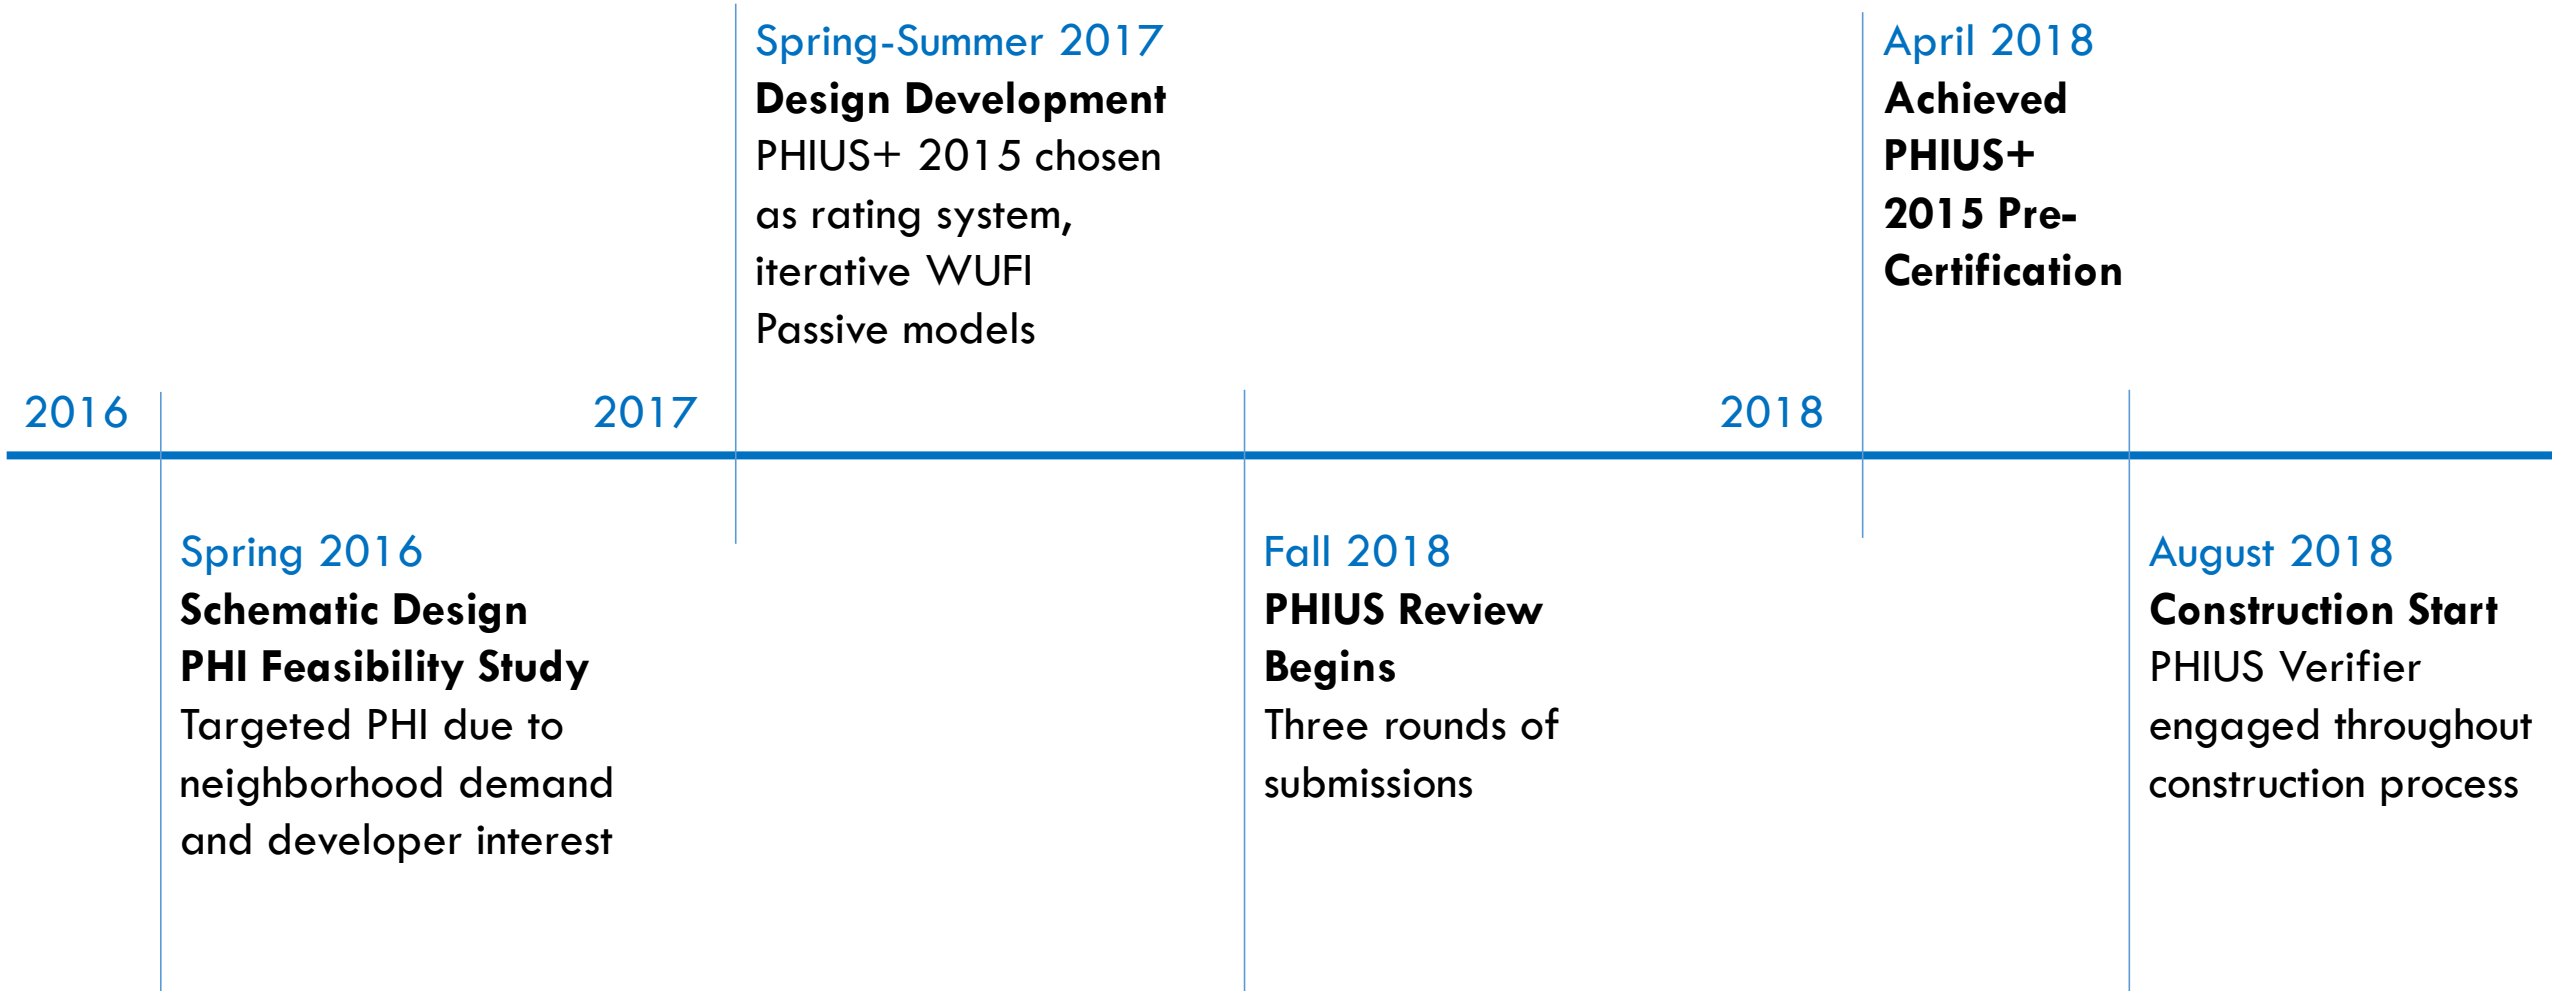 Spring-Summer 2017
Design Development
PHIUS+ 2015 chosen
as rating system,
iterative WUFI
Passive models
April 2018
Achieved
PHIUS+
2015 Pre-
Certification
2016
2017
2018
Spring 2016
Schematic Design
PHI Feasibility Study
Targeted PHI due to
neighborhood demand
and developer interest
Fall 2018
PHIUS Review
Begins
Three rounds of
submissions
August 2018
Construction Start
PHIUS Verifier
engaged throughout
construction process